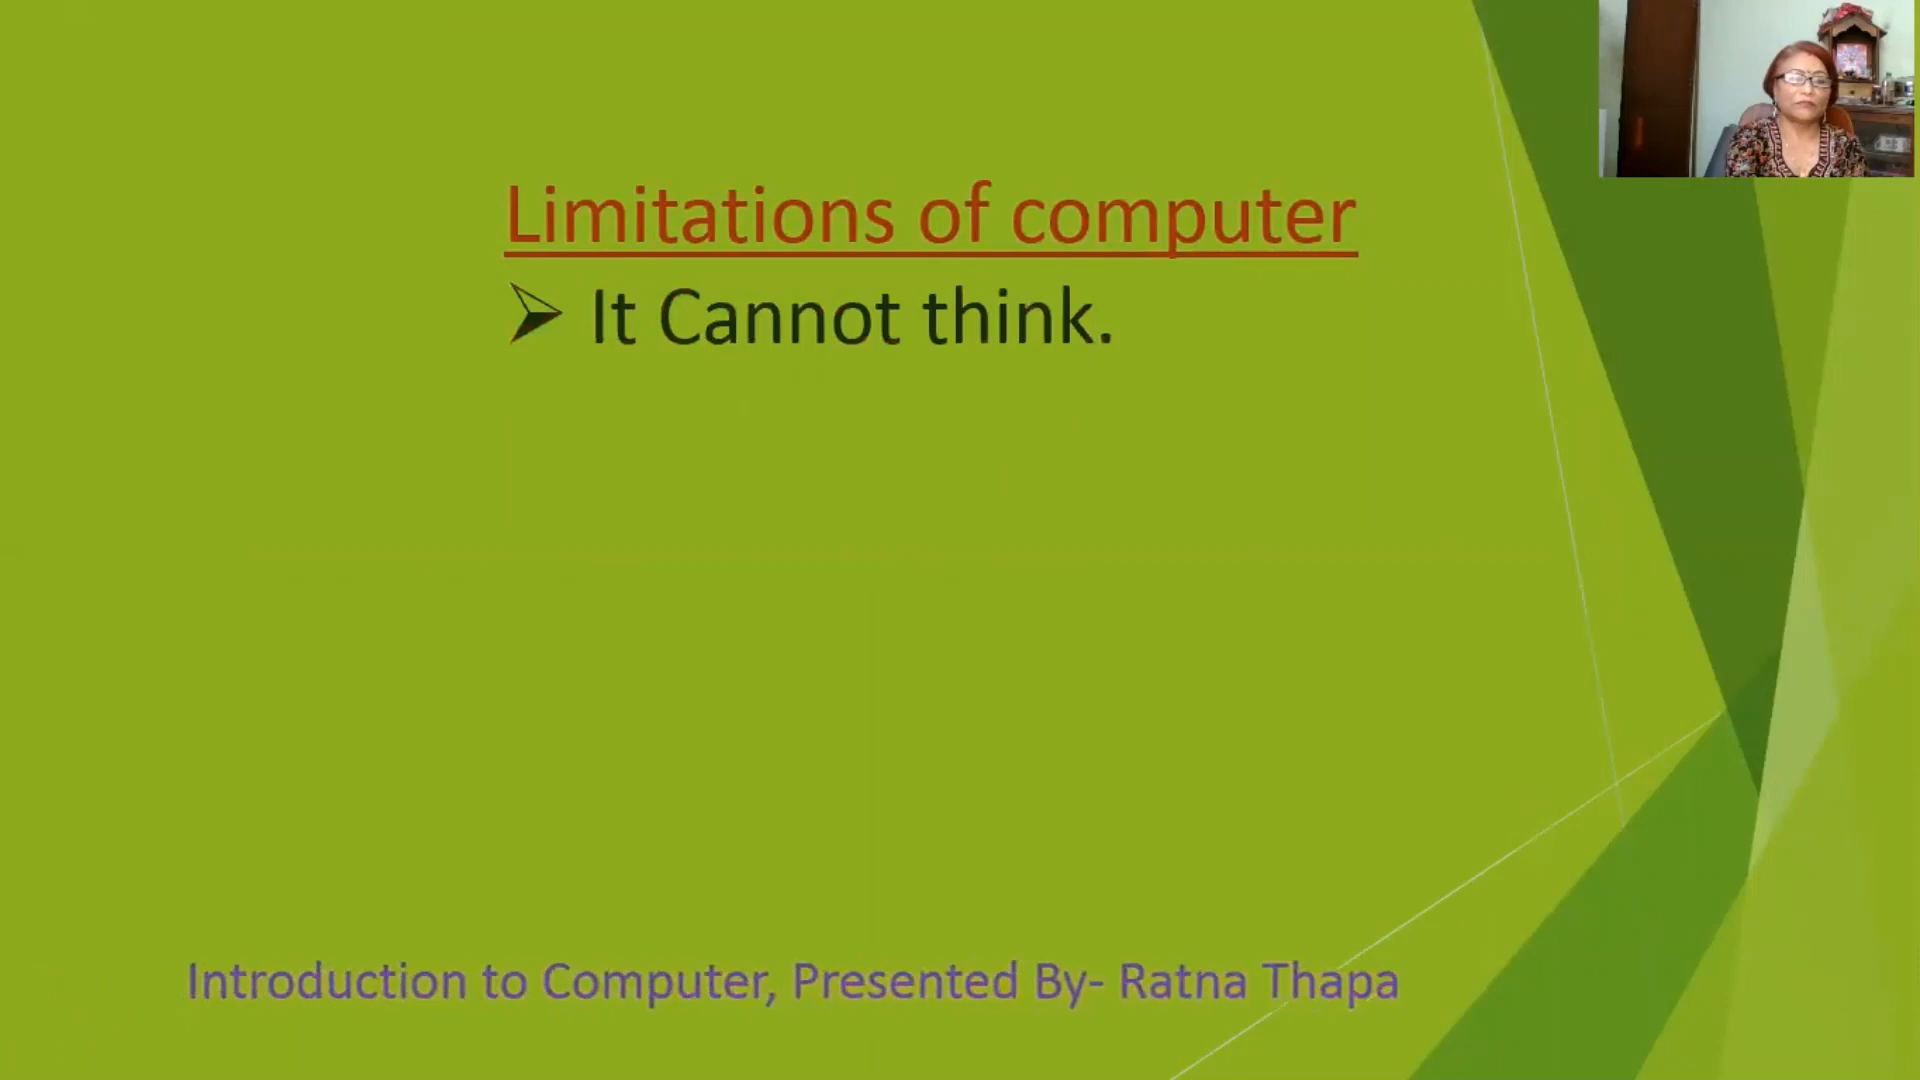 Limitations of computer
It Cannot think.
Introduction to Computer, Presented By- Ratna Thapa